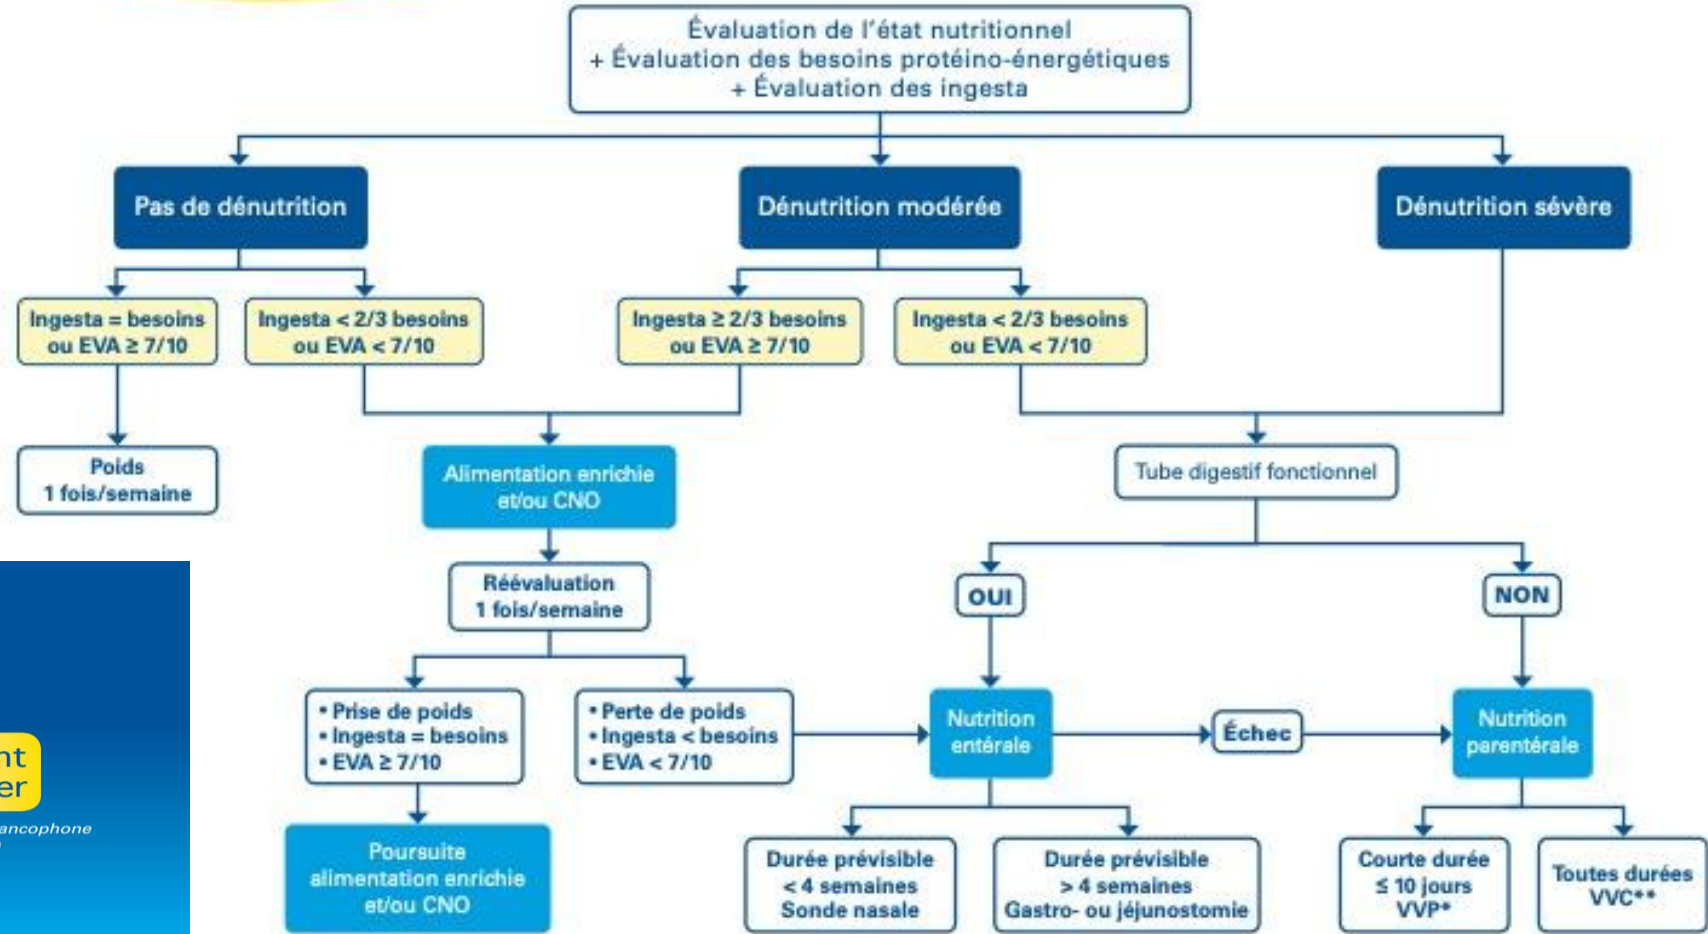 Évaluation de l'état nutritionnel
+ Évaluation des besoins protéino-énergétiques
+ Évaluation des ingesta
Pas de dénutrition
Dénutrition modérée
Dénutrition sévère
Ingesta = besoins
ou EVA ≥ 7/10
Ingesta < 2/3 besoins
ou EVA < 7/10
Ingesta ≥ 2/3 besoins
ou EVA ≥ 7/10
Ingesta < 2/3 besoins
ou EVA < 7/10
Poids
1 fois/semaine
Alimentation enrichie
et/ou CNO
Tube digestif fonctionnel
Réévaluation
1 fois/semaine
OUI
NON
• Prise de poids
• Ingesta = besoins
• EVA ≥ 7/10
• Perte de poids
• Ingesta < besoins
• EVA < 7/10
Nutrition
entérale
Échec
Nutrition
parentérale
Poursuite
alimentation enrichie
et/ou CNO
Durée prévisible
< 4 semaines
Sonde nasale
Durée prévisible
> 4 semaines
Gastro- ou jéjunostomie
Courte durée
≤ 10 jours
VVP*
Toutes durées
VVC**
nt
er
ancophone